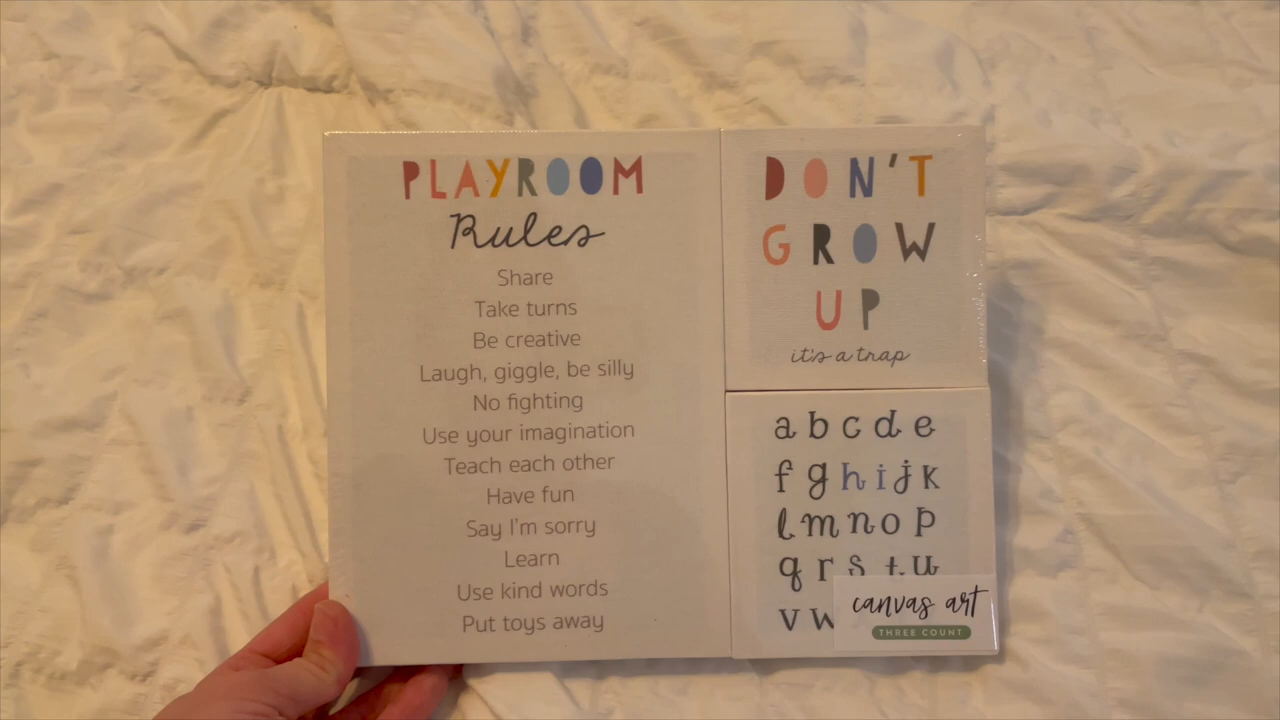 PLAYROOM
Rules
Share
Take turns
Be creative
Laugh, giggle, be silly
No fighting
Use your imagination
Teach each other
Have fun
Say I'm sorry
Learn
Use kind words
Put toys away
DON'T
GROW
UP
it's a trap
a b c d e
f g h i j k
l m n o p
q r s t u
v w
canvas art
THREE COUNT